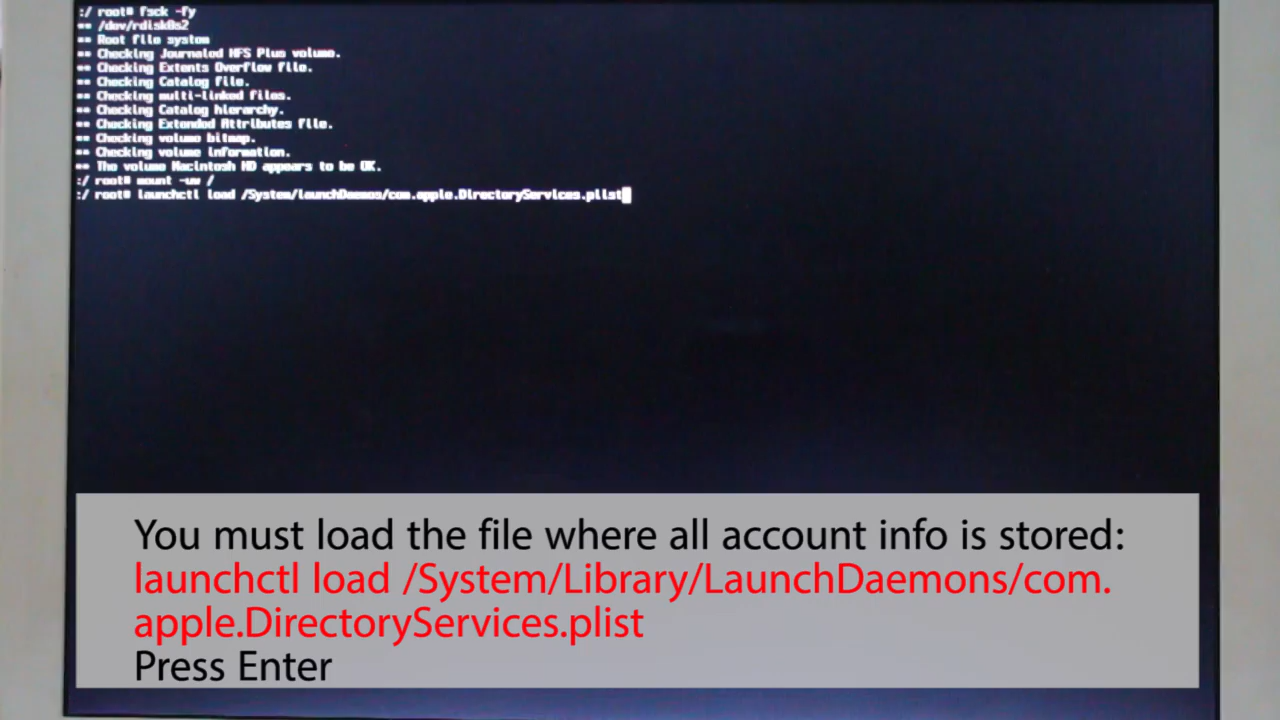 :/ root# fsck -fy
** /dev/rdisk0s2
** Root file system
** Checking Journaled HFS Plus volume.
** Checking Extents Overflow file.
** Checking Catalog file.
** Checking multi-linked files.
** Checking Catalog hierarchy.
** Checking Extended Attributes file.
** Checking volume bitmap.
** Checking volume information.
** The volume Macintosh HD appears to be OK.
:/ root# mount -uw /
:/ root# launchctl load /System/launchDaemos/com.apple.DirectoryServices.plist
You must load the file where all account info is stored:
launchctl load /System/Library/LaunchDaemons/com.
apple.DirectoryServices.plist
Press Enter